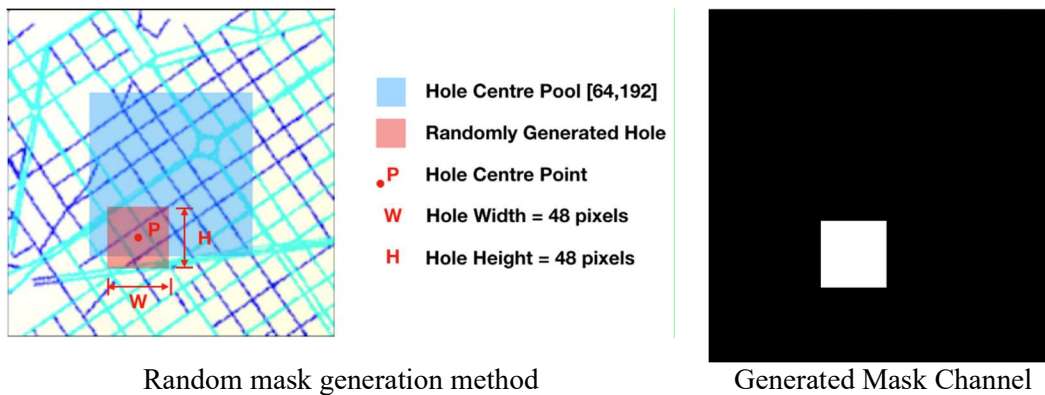 Hole Centre Pool [64,192]
Randomly Generated Hole
P Hole Centre Point
W Hole Width = 48 pixels
H Hole Height = 48 pixels
P
H
W
Random mask generation method
Generated Mask Channel